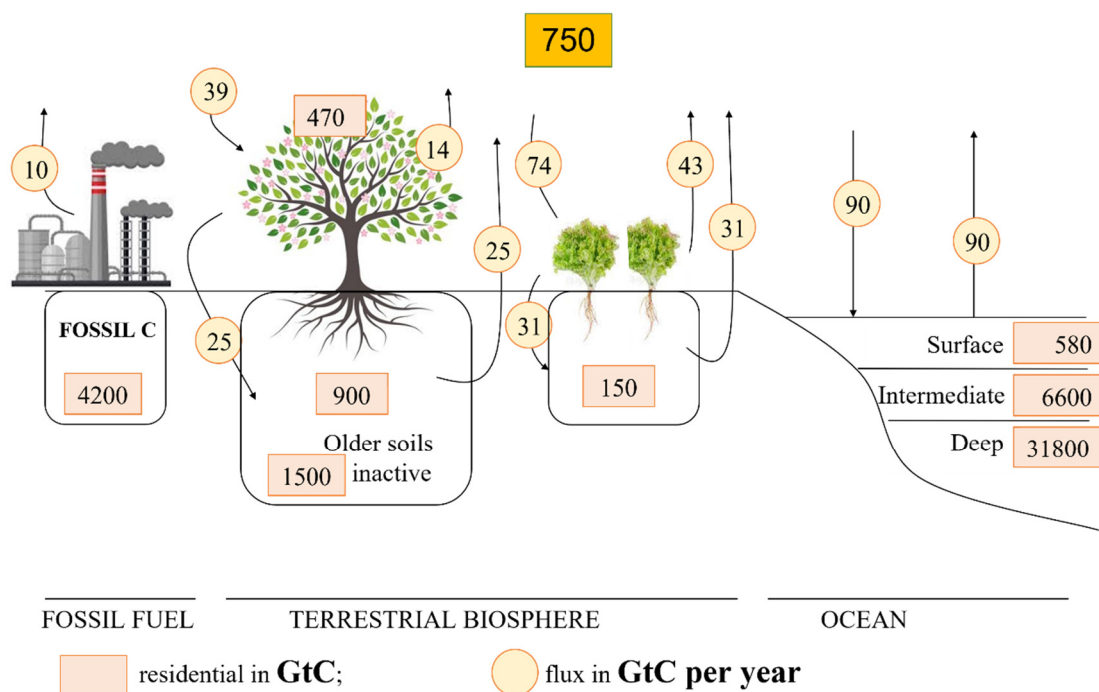 750
39
470
14
10
74
43
90
31
25
90
31
25
FOSSIL C
Surface 580
4200
900
150
Intermediate 6600
Older soils
inactive
1500
Deep 31800
FOSSIL FUEL
TERRESTRIAL BIOSPHERE
OCEAN
residential in GtC;
flux in GtC per year